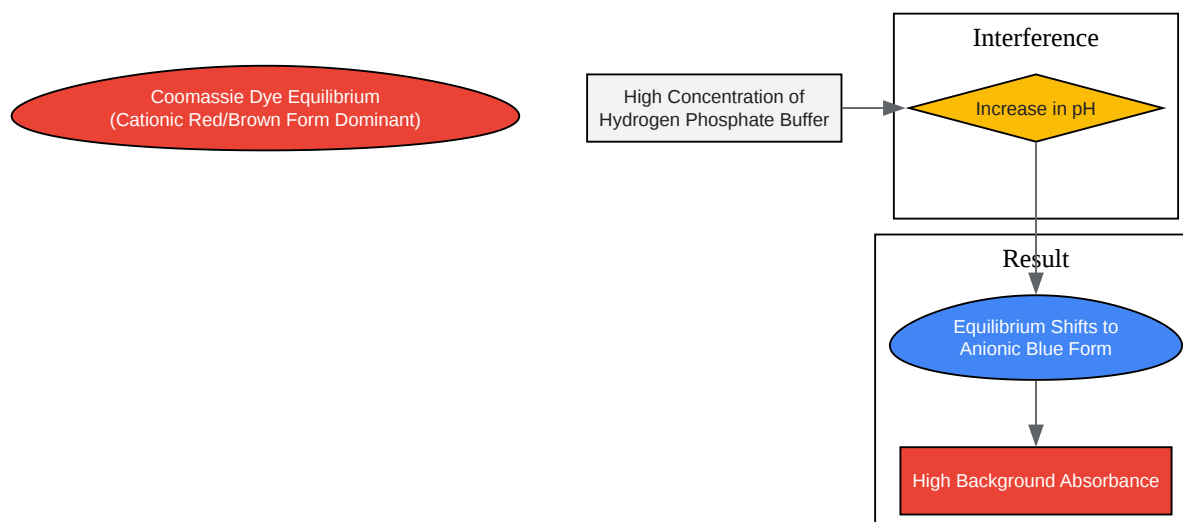 Coomassie Dye Equilibrium
(Cationic Red/Brown Form Dominant)
High Concentration of
Hydrogen Phosphate Buffer
Interference
Increase in pH
Result
Equilibrium Shifts to
Anionic Blue Form
High Background Absorbance